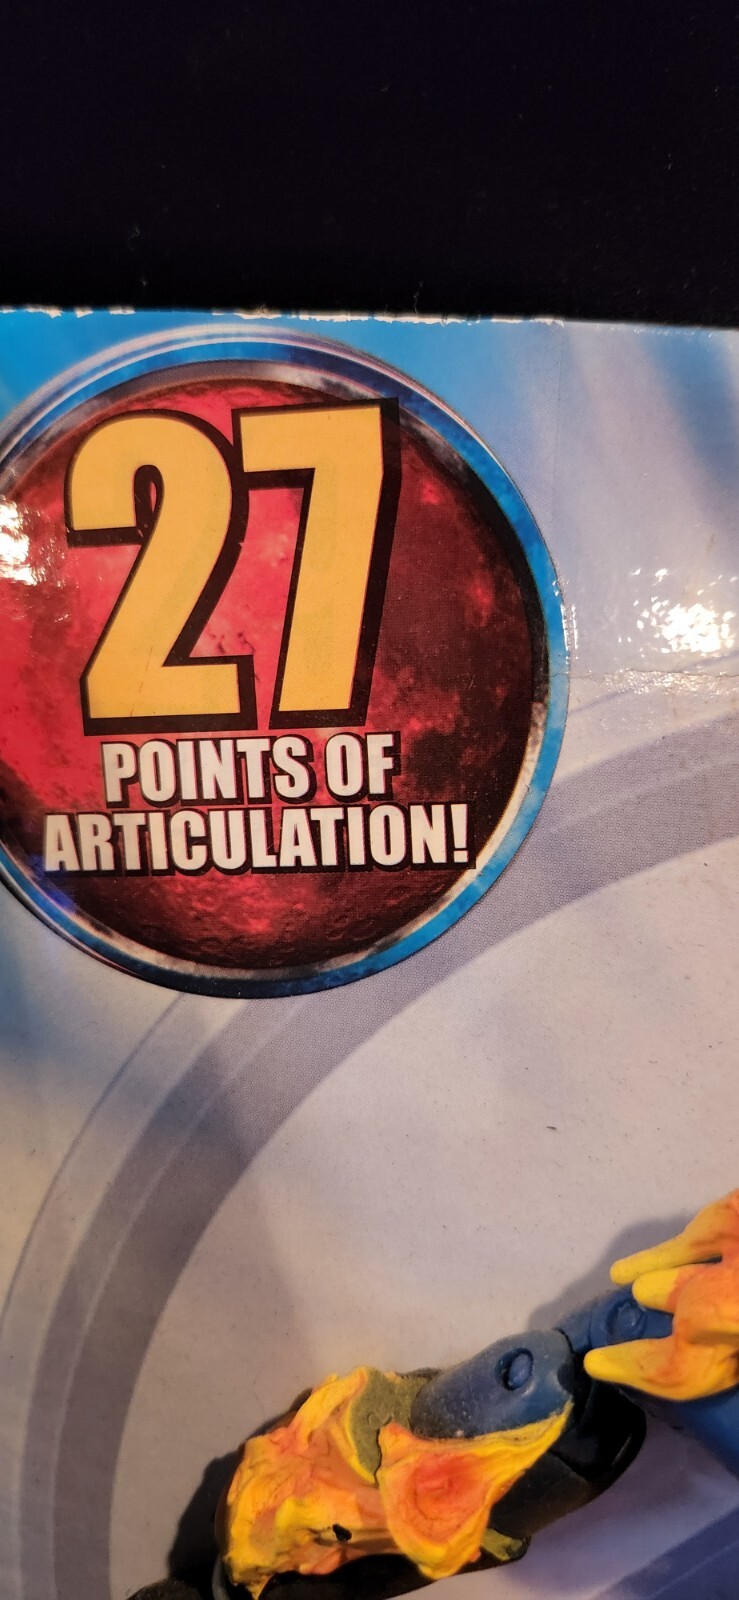 27
POINTS OF
ARTICULATION!